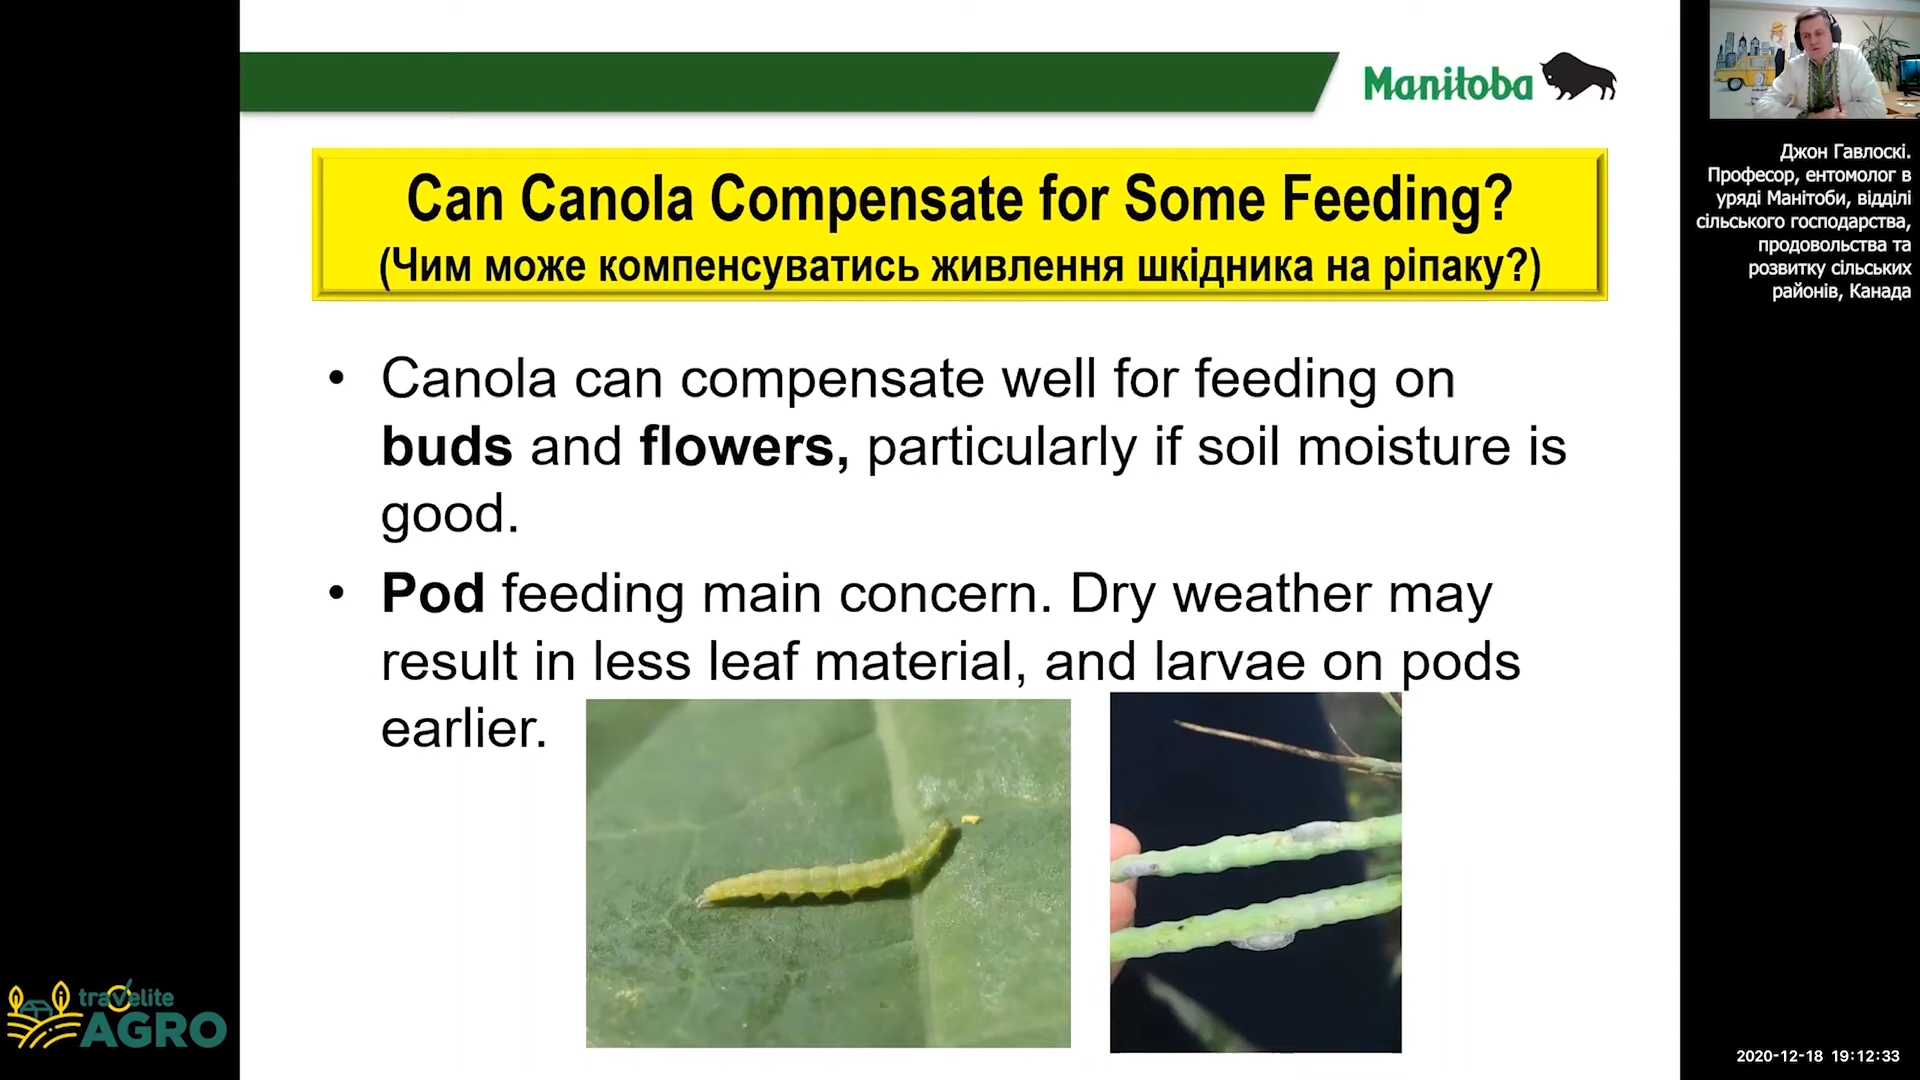 Manitoba
Can Canola Compensate for Some Feeding?
(Чим може компенсуватись живлення шкідника на ріпаку?)
• Canola can compensate well for feeding on
buds and flowers, particularly if soil moisture is
good.
• Pod feeding main concern. Dry weather may
result in less leaf material, and larvae on pods
earlier.
Джон Гавлоскі.
Професор, ентомолог в
уряді Манітоби, відділі
сільського господарства,
продовольства та
розвитку сільських
районів, Канада
travelite
AGRO
2020-12-18 19:12:33